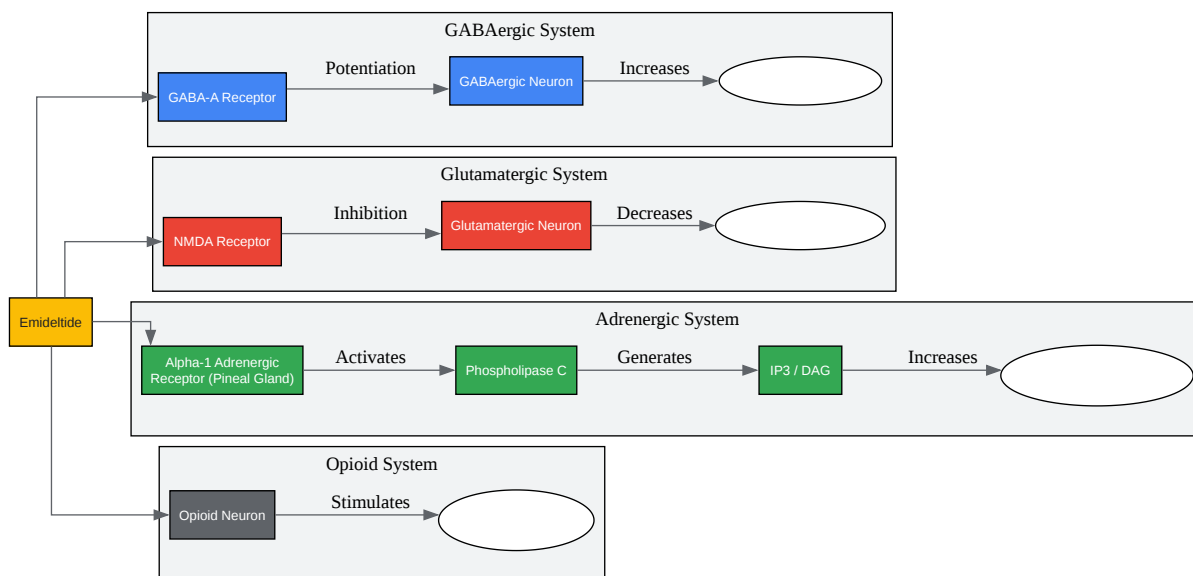 GABAergic System
Potentiation
GABAergic Neuron
Increases
GABA-A Receptor
Glutamatergic System
Inhibition
Glutamatergic Neuron
Decreases
NMDA Receptor
Emideltide
Adrenergic System
Alpha-1 Adrenergic
Receptor (Pineal Gland)
Activates
Phospholipase C
Generates
IP3 / DAG
Increases
Opioid System
Opioid Neuron
Stimulates